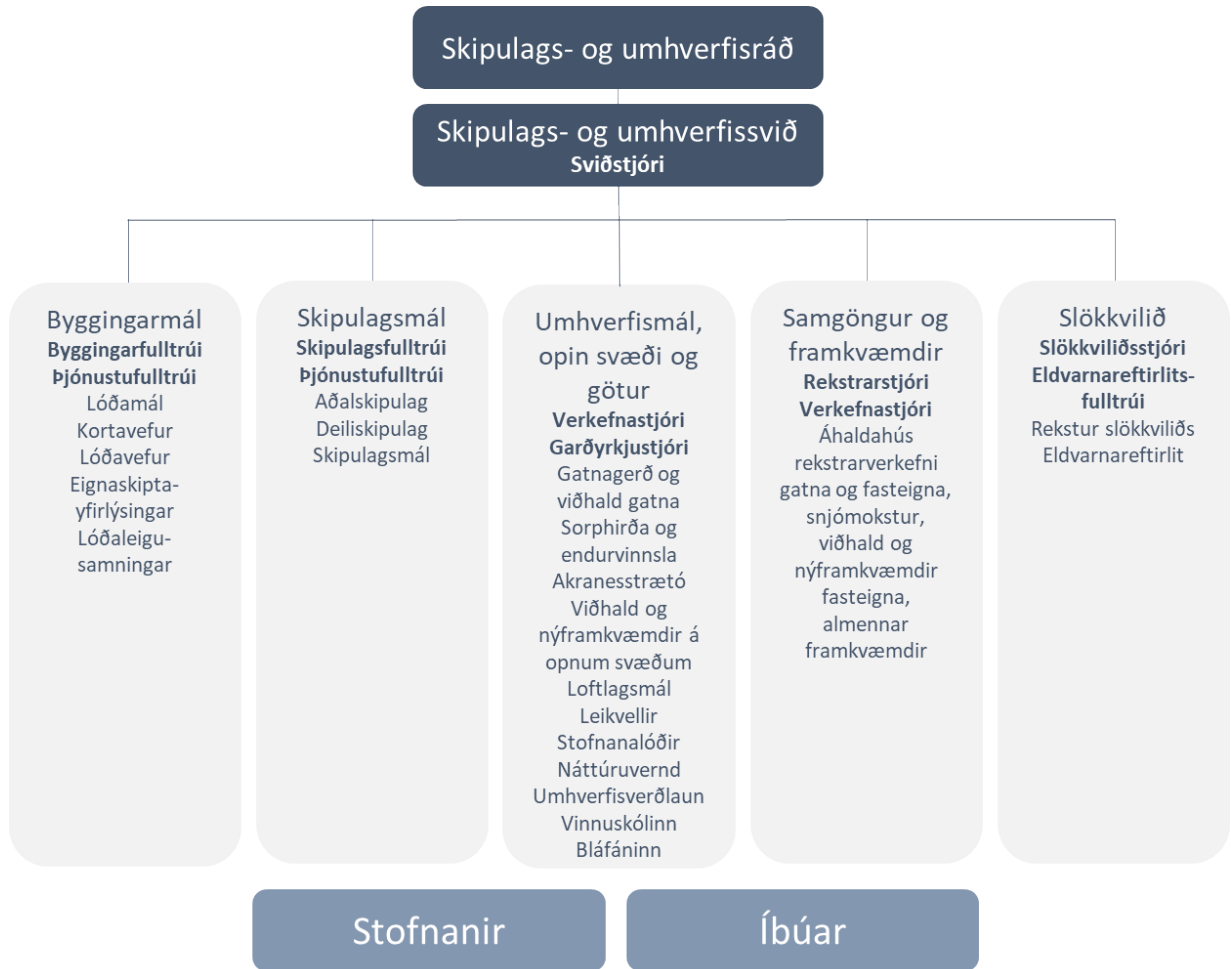 Skipulags- og umhverfisráð
Skipulags- og umhverfissvið
Sviðstjóri
Byggingarmál
Byggingarfulltrúi
Þjónustufulltrúi
Lóðamál
Kortavefur
Lóðavefur
Eignaskipta-
yfirlýsingar
Lóðaleigu-
samningar
Skipulagsmál
Skipulagsfulltrúi
Þjónustufulltrúi
Aðalskipulag
Deiliskipulag
Skipulagsmál
Umhverfismál,
opin svæði og
götur
Verkefnastjóri
Garðyrkjustjóri
Gatnagerð og
viðhald gatna
Sorphirða og
endurvinnsla
Akranesstrætó
Viðhald og
nýframkvæmdir á
opnum svæðum
Loftlagsmál
Leikvellir
Stofnanalóðir
Náttúruvernd
Umhverfisverðlaun
Vinnuskólinn
Bláfáninn
Samgöngur og
framkvæmdir
Rekstrarstjóri
Verkefnastjóri
Áhaldahús
rekstrarverkefni
gatna og fasteigna,
snjómokstur,
viðhald og
nýframkvæmdir
fasteigna,
almennar
framkvæmdir
Slökkvilið
Slökkviliðsstjóri
Eldvarnareftirlits-
fulltrúi
Rekstur slökkviliðs
Eldvarnareftirlit
Stofnanir
Íbúar